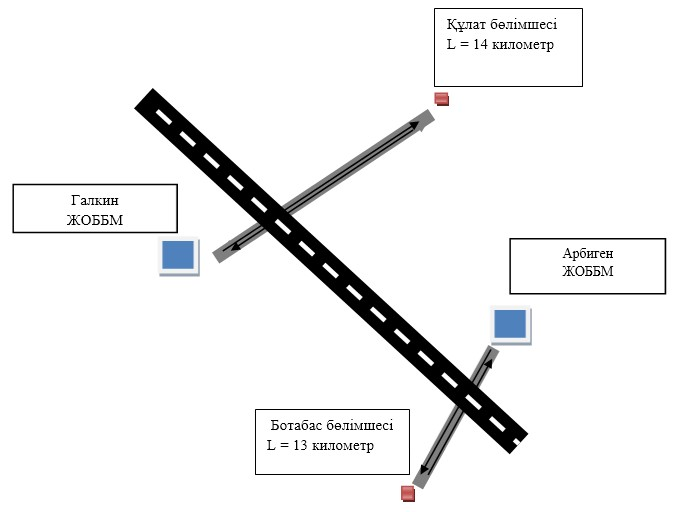 Құлат бөлімшесі
L = 14 километр
Галкин
ЖОББМ
Арбиген
ЖОББМ
Ботабас бөлімшесі
L = 13 километр